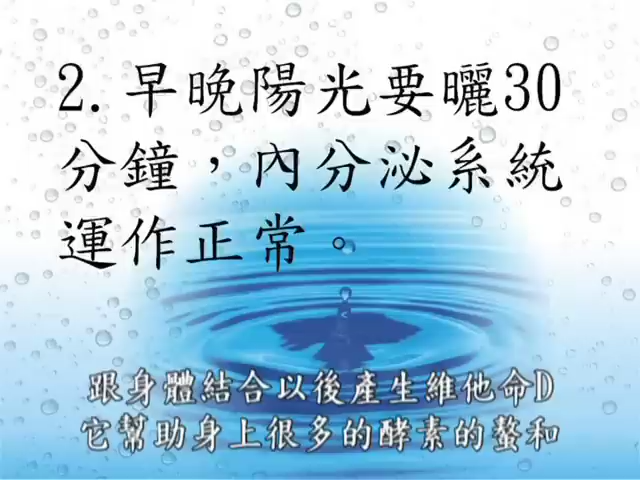 2.早晚陽光要曬30
分鐘，內分泌系統
運作正常。
跟身體結合以後產生維他命D
它幫助身上很多的酵素的螯和